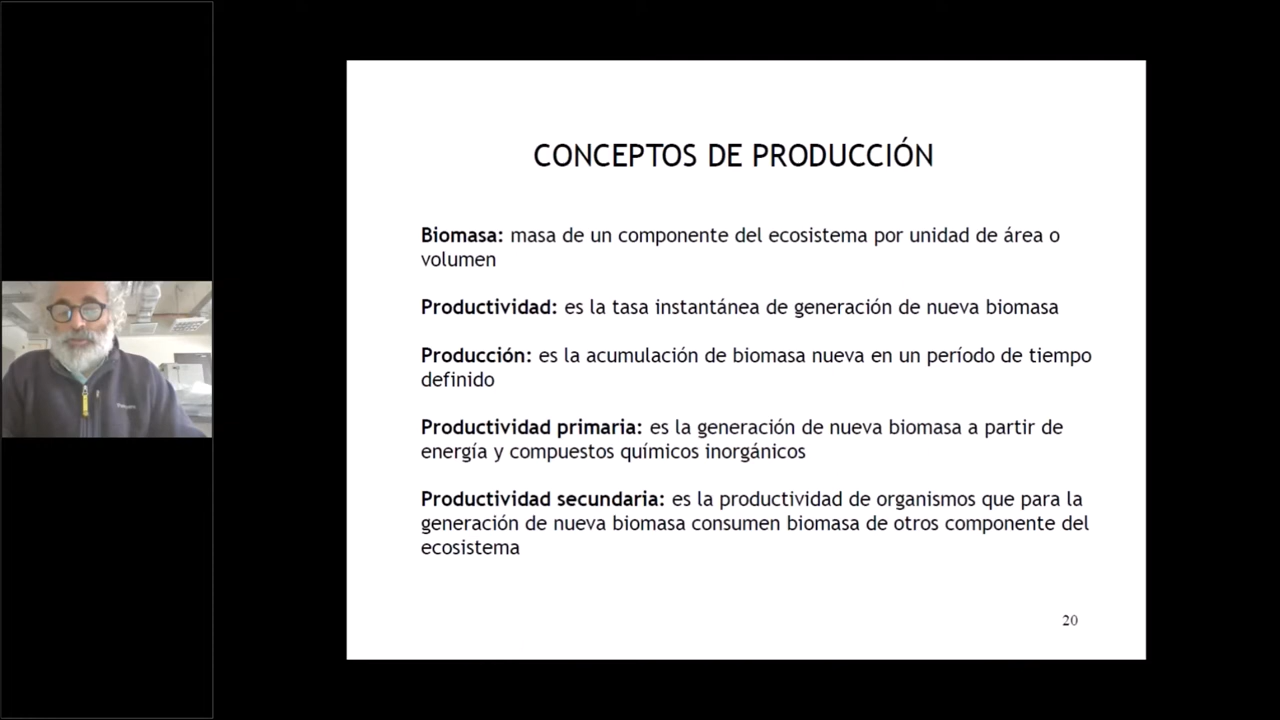 CONCEPTOS DE PRODUCCIÓN
Biomasa: masa de un componente del ecosistema por unidad de área o
volumen
Productividad: es la tasa instantánea de generación de nueva biomasa
Producción: es la acumulación de biomasa nueva en un período de tiempo
definido
Productividad primaria: es la generación de nueva biomasa a partir de
energía y compuestos químicos inorgánicos
Productividad secundaria: es la productividad de organismos que para la
generación de nueva biomasa consumen biomasa de otros componente del
ecosistema
20